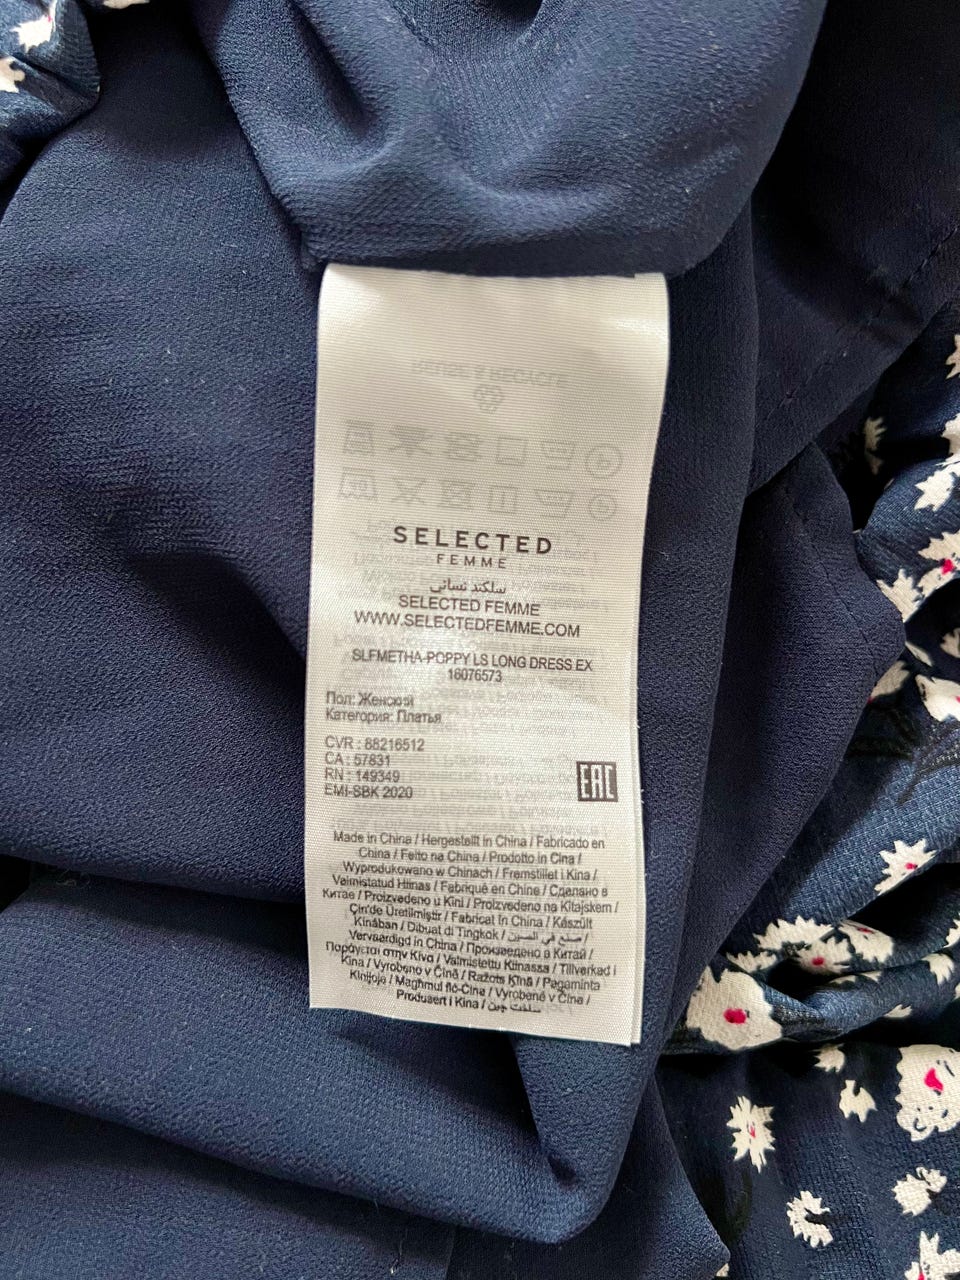 SELECTED
FEMME
سلكتد نسائي
SELECTED FEMME
WWW.SELECTEDFEMME.COM
SLFMETHA-POPPY LS LONG DRESS EX
16076573
Пол: Женский
Категория: Платья
CVR : 88216512
CA : 57831
RN : 149349
EMI-SBK 2020
EAC
Made in China / Hergestellt in China / Fabricado en
China / Feito na China / Prodotto in Cina /
Wyprodukowano w Chinach / Fremstillet i Kina /
Valmistatud Hiinas / Fabriqué en Chine / Сделано в
Китае / Proizvedeno u Kini / Proizvedeno na Kitajskem /
Çin'de Üretilmiştir / Fabricat în China / Készült
Kínában / Dibuat di Tiongkok / صنع في الصين /
Vervaardigd in China / Произведено в Китай /
Παράγεται στην Κίνα / Valmistettu Kiinassa / Tillverkad i
Kina / Vyrobeno v Číně / Ražots Ķīnā / Pagaminta
Kinijoje / Maghmul fiċ-Ċina / Vyrobené v Čína /
Produsert i Kina /